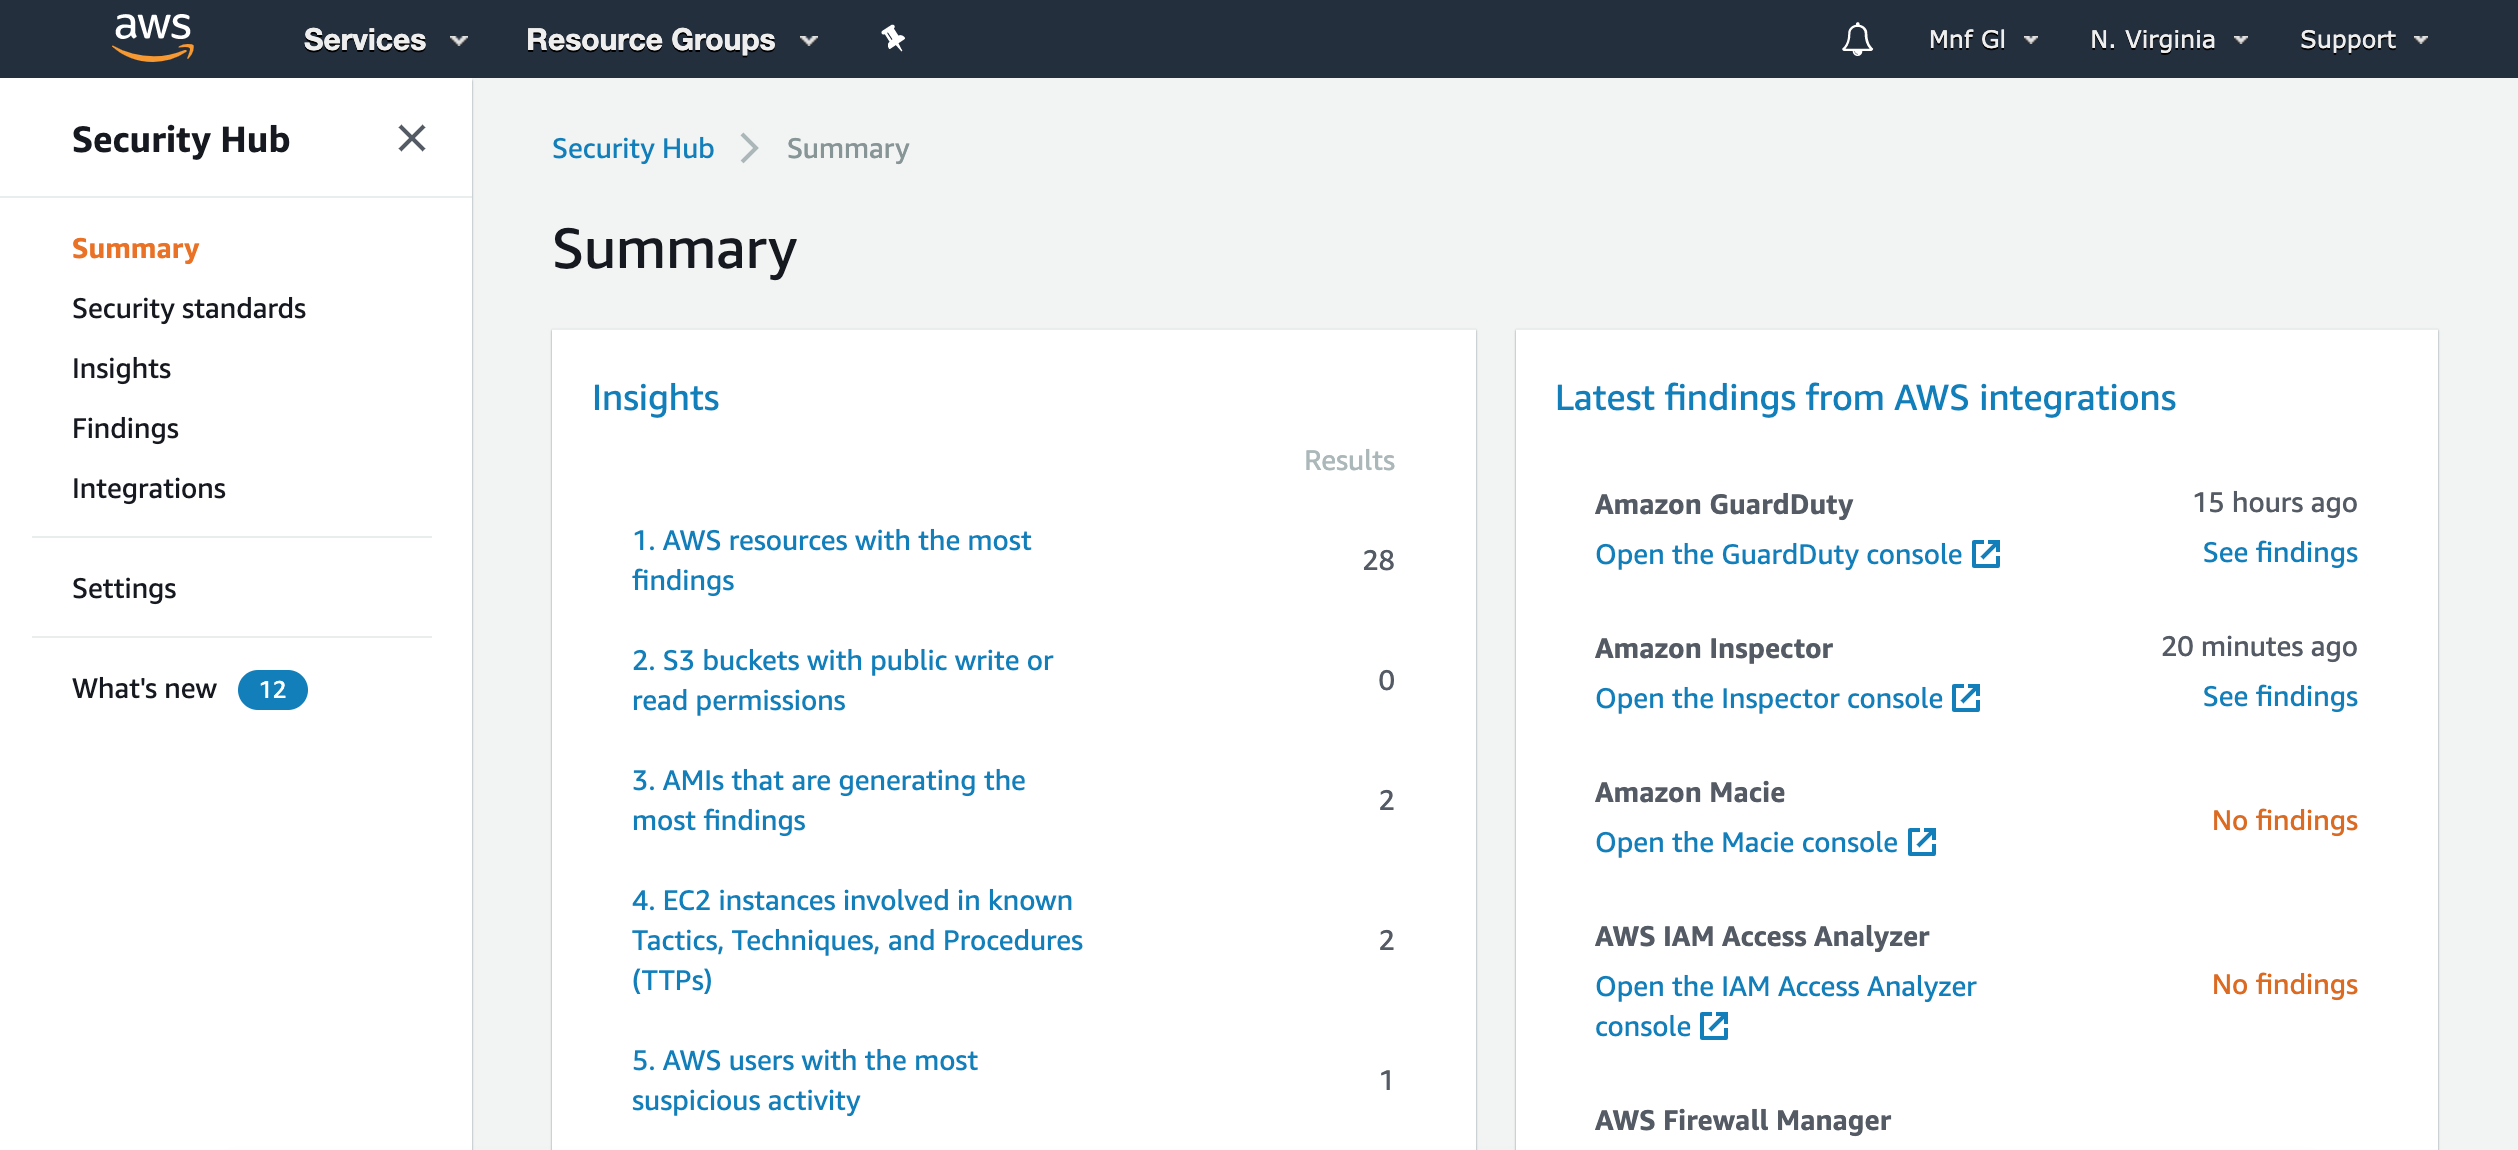 aws
Services
Resource Groups
Mnf Gl
N. Virginia
Support
Security Hub
Summary
Security standards
Insights
Findings
Integrations
Settings
What's new 12
Security Hub
Summary
Summary
Insights
Results
1. AWS resources with the most
findings
28
2. S3 buckets with public write or
read permissions
0
3. AMIs that are generating the
most findings
2
4. EC2 instances involved in known
Tactics, Techniques, and Procedures
(TTPs)
2
5. AWS users with the most
suspicious activity
1
Latest findings from AWS integrations
Amazon GuardDuty
15 hours ago
Open the GuardDuty console
See findings
Amazon Inspector
20 minutes ago
Open the Inspector console
See findings
Amazon Macie
Open the Macie console
No findings
AWS IAM Access Analyzer
Open the IAM Access Analyzer
console
No findings
AWS Firewall Manager